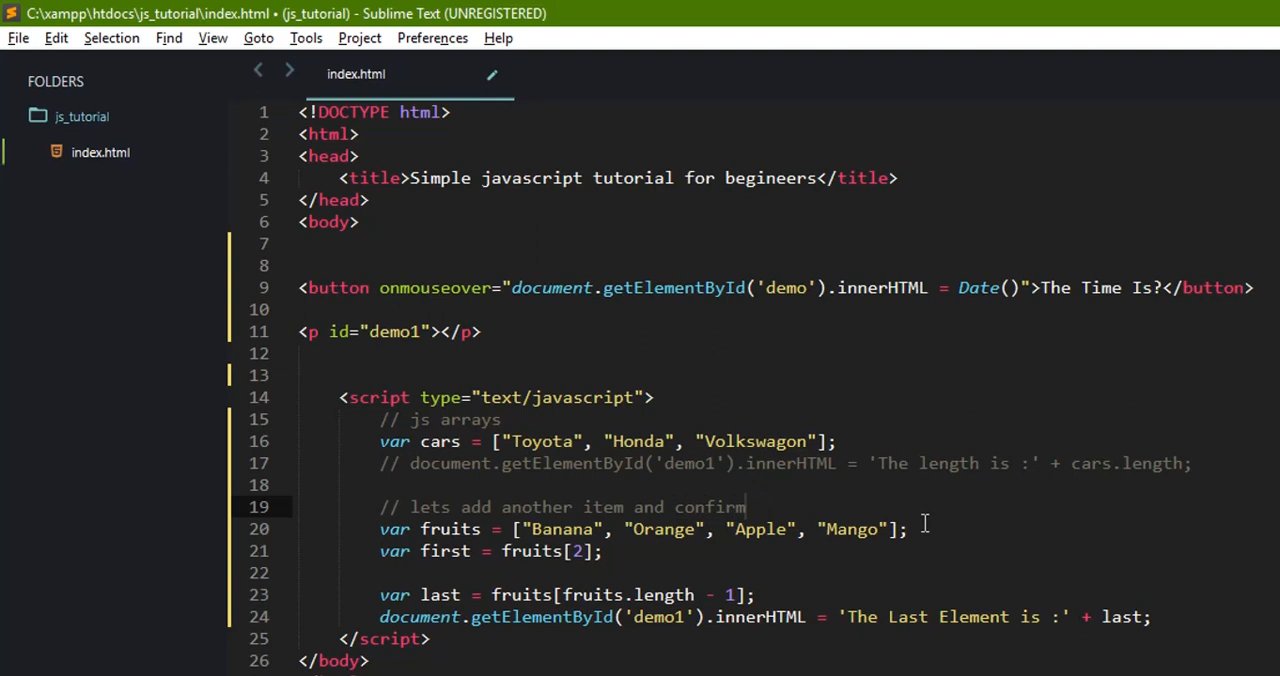 C:\xampp\htdocs\js_tutorial\index.html • (js_tutorial) - Sublime Text (UNREGISTERED)
File Edit Selection Find View Goto Tools Project Preferences Help
FOLDERS
js_tutorial
index.html
index.html
1 <!DOCTYPE html>
2 <html>
3 <head>
4 <title>Simple javascript tutorial for begineers</title>
5 </head>
6 <body>
7
8
9 <button onmouseover="document.getElementById('demo').innerHTML = Date()">The Time Is?</button>
10
11 <p id="demo1"></p>
12
13
14 <script type="text/javascript">
15 // js arrays
16 var cars = ["Toyota", "Honda", "Volkswagon"];
17 // document.getElementById('demo1').innerHTML = 'The length is :' + cars.length;
18
19 // lets add another item and confirm
20 var fruits = ["Banana", "Orange", "Apple", "Mango"];
21 var first = fruits[2];
22
23 var last = fruits[fruits.length - 1];
24 document.getElementById('demo1').innerHTML = 'The Last Element is :' + last;
25 </script>
26 </body>